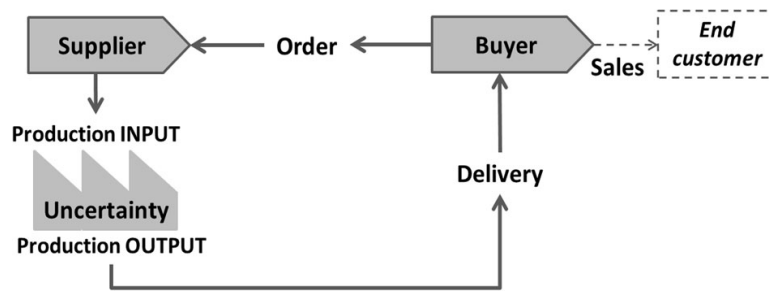 Supplier
Order
Buyer
Sales
End
customer
Production INPUT
Uncertainty
Production OUTPUT
Delivery